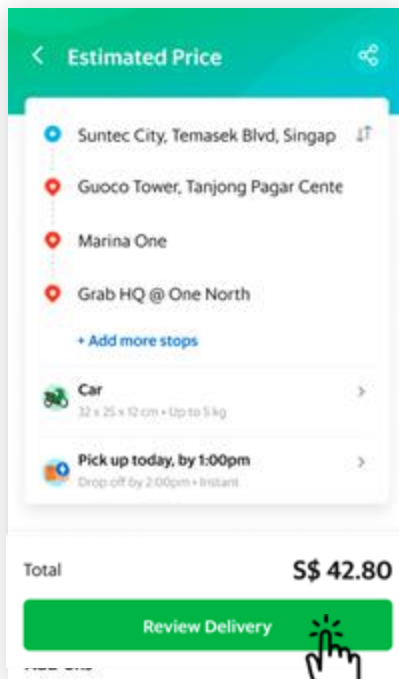 Estimated Price
Suntec City, Temasek Blvd, Singap
Guoco Tower, Tanjong Pagar Cente
Marina One
Grab HQ @ One North
+ Add more stops
Car
32 x 25 x 12 cm • Up to 5 kg
Pick up today, by 1:00pm
Drop off by 2:00pm • Instant
Total S$ 42.80
Review Delivery